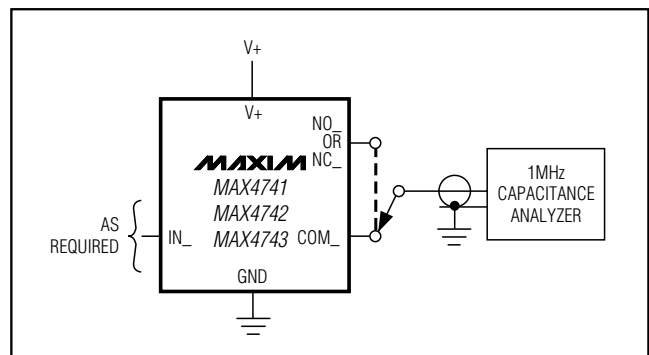 V+
V+
NO_
OR
NC_
MAXIM
MAX4741
MAX4742
MAX4743
COM_
IN_
GND
AS
REQUIRED
1MHz
CAPACITANCE
ANALYZER